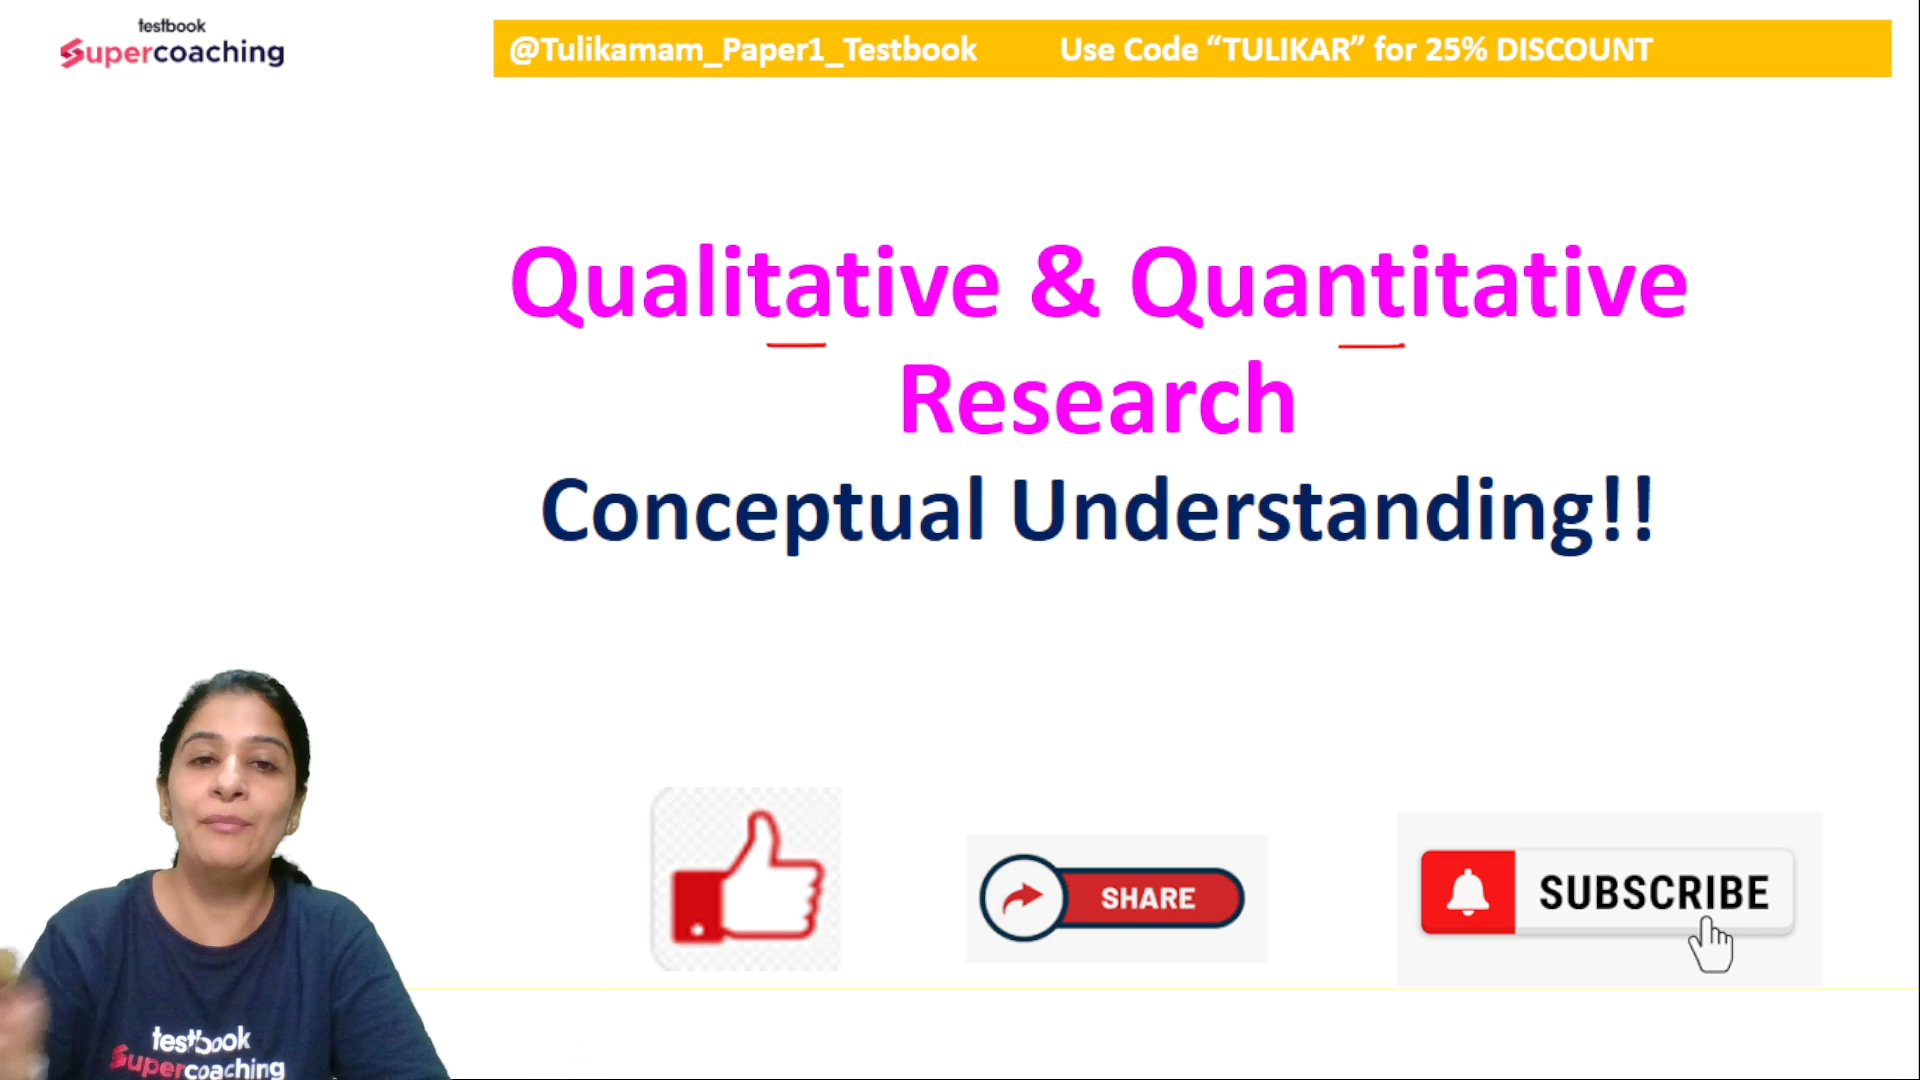 testbook
Supercoaching
@Tulikamam_Paper1_Testbook Use Code “TULIKAR” for 25% DISCOUNT
Qualitative & Quantitative
Research
Conceptual Understanding!!
SHARE
SUBSCRIBE
testbook
Supercoaching